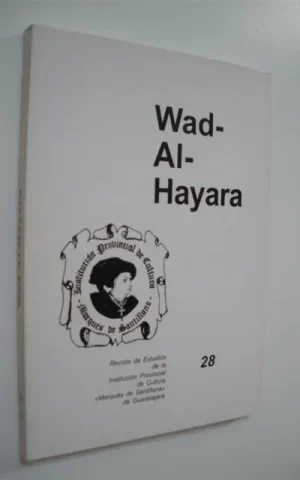 Wad-
Al-
Hayara
Institución Provincial de Cultura
Marqués de Santillana
Revista de Estudios
de la
Institución Provincial
de Cultura
«Marqués de Santillana»
de Guadalajara
28